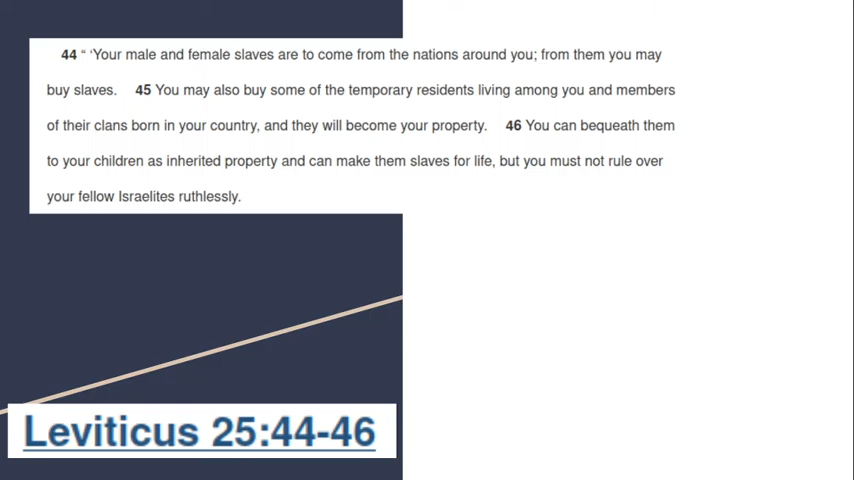 44 “ ‘Your male and female slaves are to come from the nations around you; from them you may
buy slaves. 45 You may also buy some of the temporary residents living among you and members
of their clans born in your country, and they will become your property. 46 You can bequeath them
to your children as inherited property and can make them slaves for life, but you must not rule over
your fellow Israelites ruthlessly.
Leviticus 25:44-46